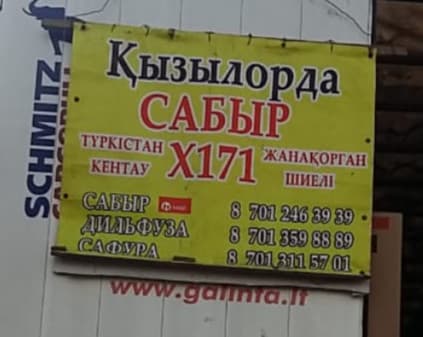 Қызылорда
САБЫР
ТҮРКІСТАН
КЕНТАУ
Х171
ЖАНАҚОРҒАН
ШИЕЛІ
САБЫР 8 701 246 39 39
ДИЛЬФУЗА 8 701 359 88 89
САФУРА 8 701 311 57 01
SCHMITZ
www.galinta.lt